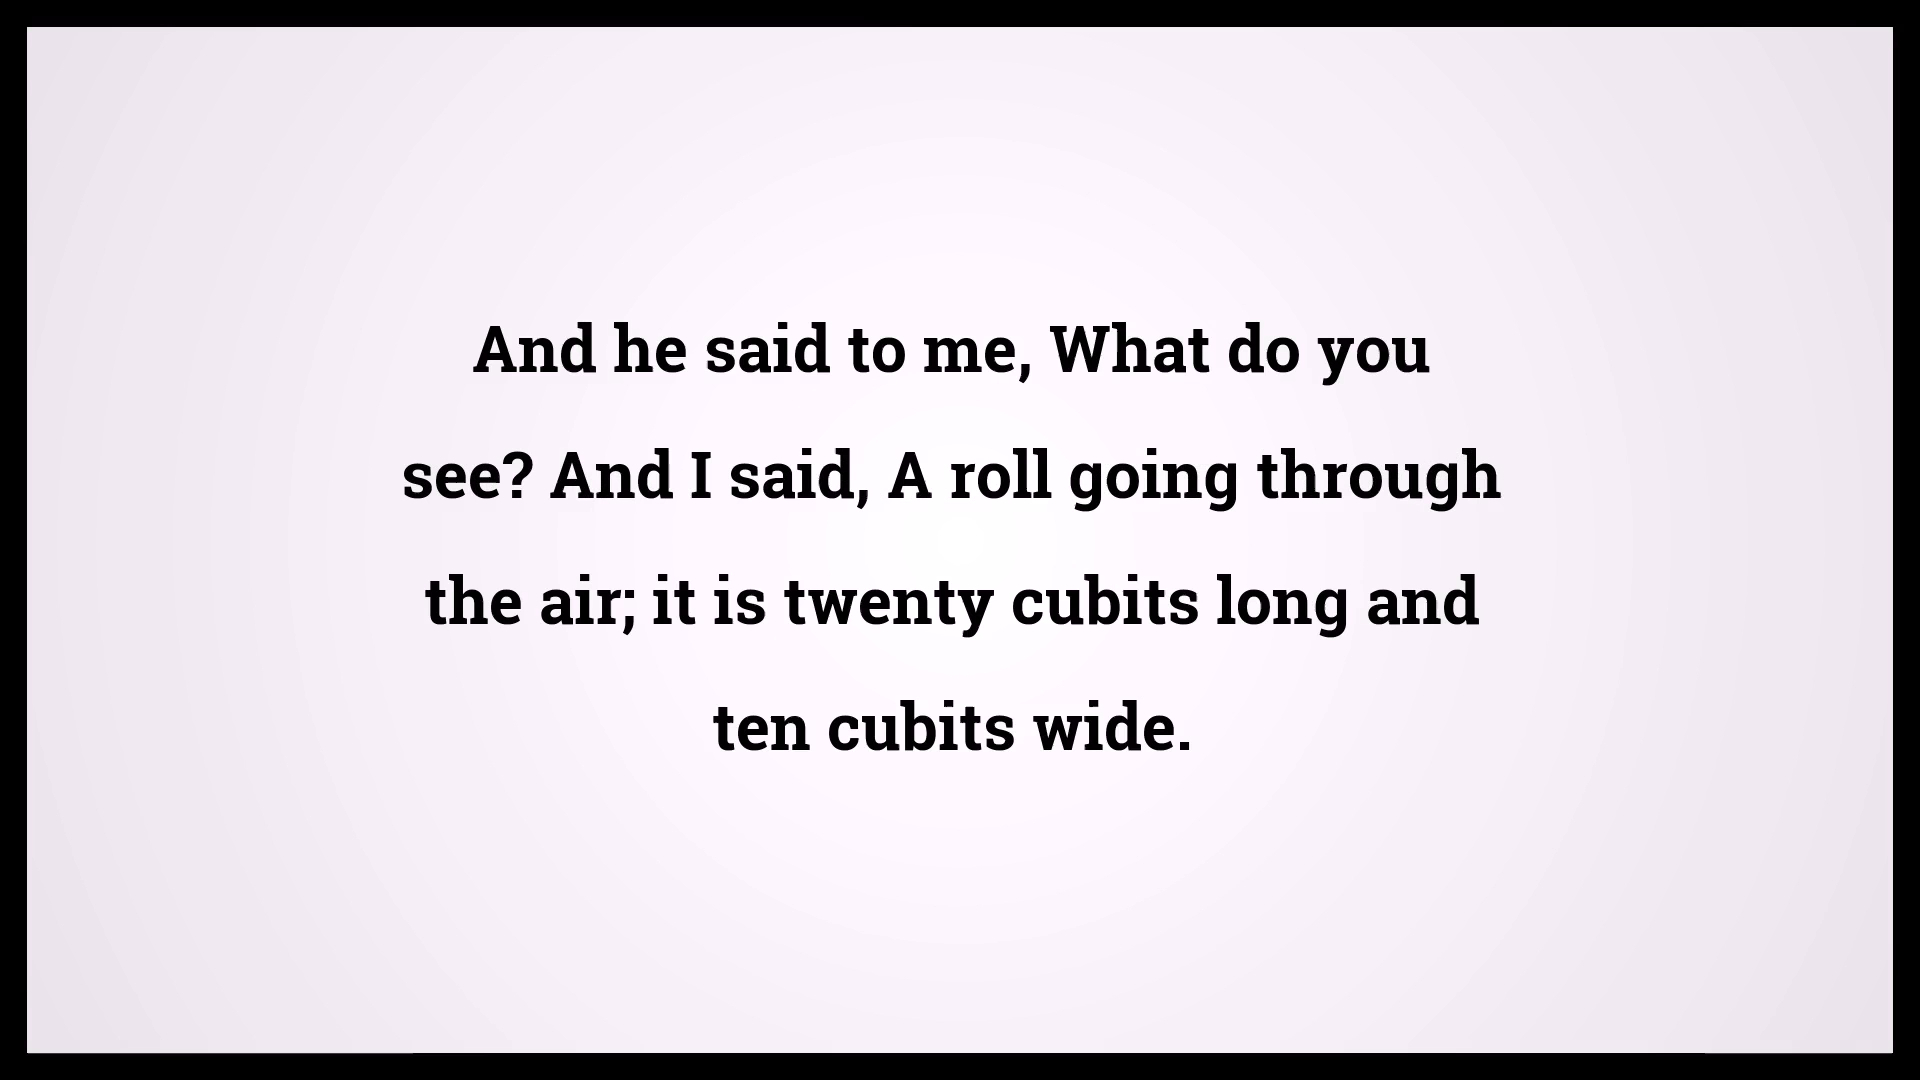 And he said to me, What do you
see? And I said, A roll going through
the air; it is twenty cubits long and
ten cubits wide.